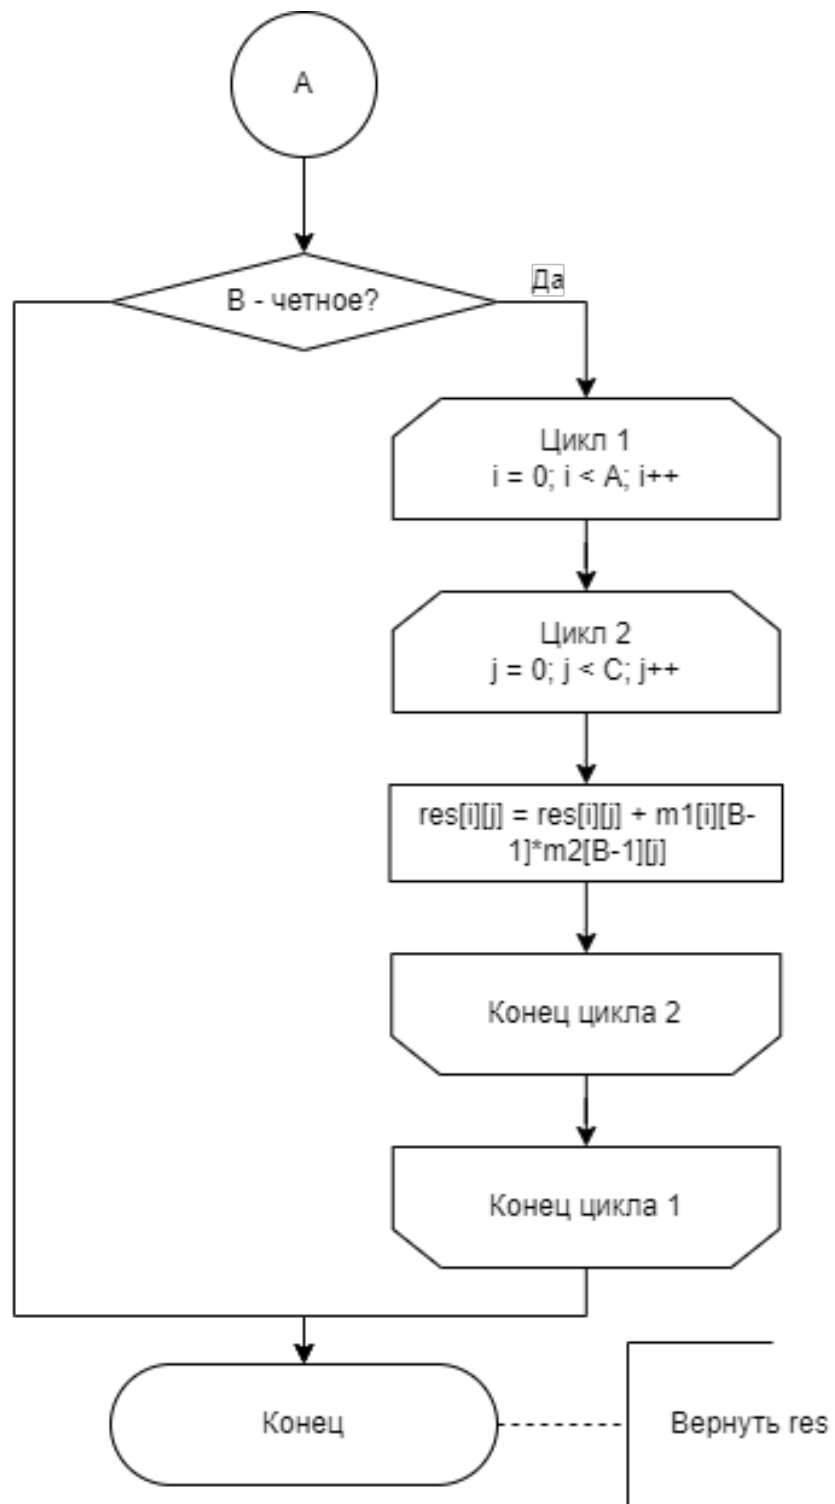 A
B - четное?
Да
Цикл 1
i = 0; i < A; i++
Цикл 2
j = 0; j < C; j++
res[i][j] = res[i][j] + m1[i][B-
1]*m2[B-1][j]
Конец цикла 2
Конец цикла 1
Конец
Вернуть res